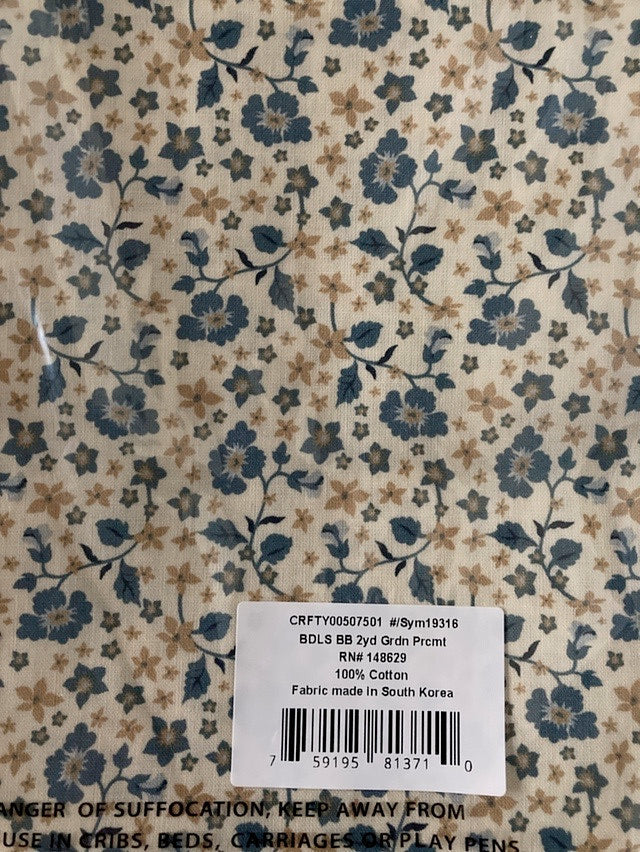 CRFTY00507501 #/Sym19316
BDLS BB 2yd Grdn Prcmt
RN# 148629
100% Cotton
Fabric made in South Korea
7 59195 81371 0
OF SUFFOCATION; KEEP AWAY FROM
USE IN CRIBS, BEDS, CARRIAGES OR PLAY PENS